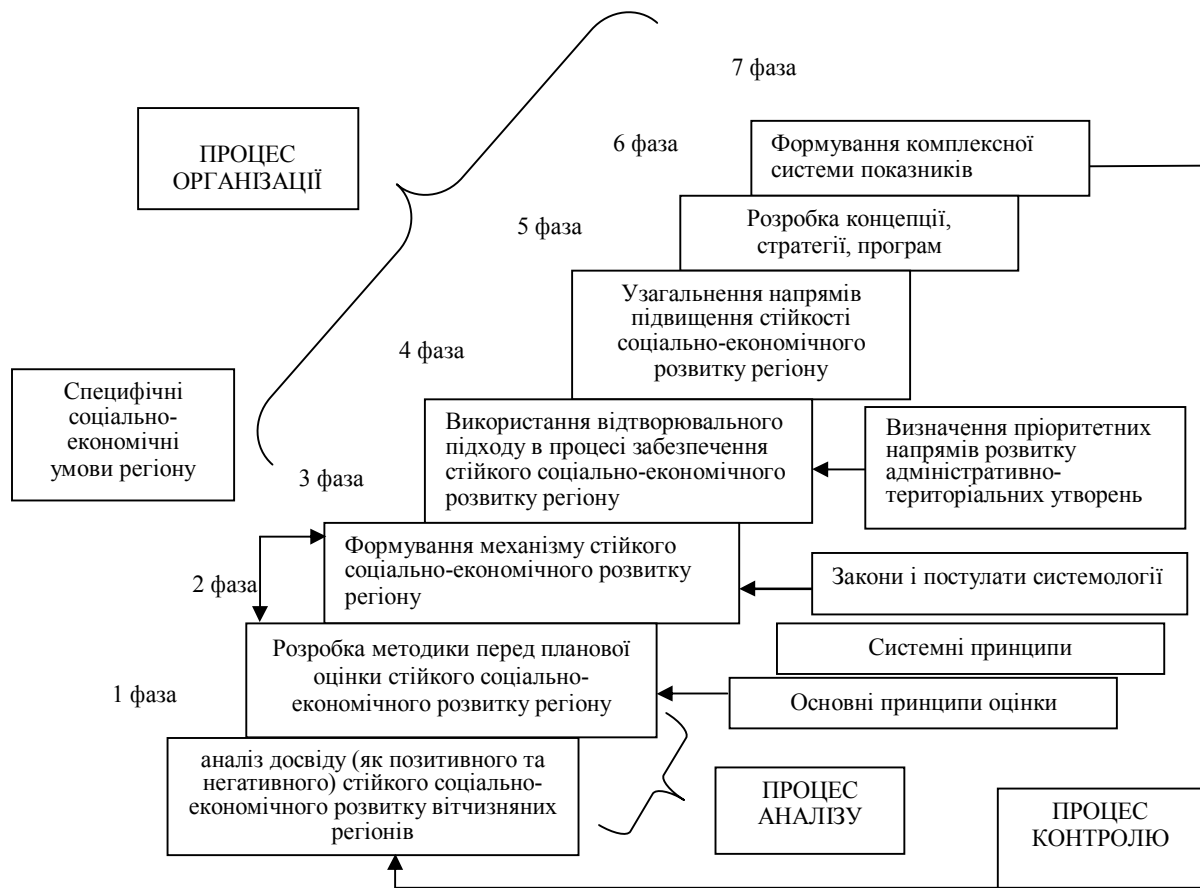 7 фаза
ПРОЦЕС
ОРГАНІЗАЦІЇ
6 фаза
Формування комплексної
системи показників
5 фаза
Розробка концепції,
стратегії, програм
Узагальнення напрямів
підвищення стійкості
соціально-економічного
розвитку регіону
4 фаза
Специфічні
соціально-
економічні
умови регіону
Використання відтворювального
підходу в процесі забезпечення
стійкого соціально-економічного
розвитку регіону
Визначення пріоритетних
напрямів розвитку
адміністративно-
територіальних утворень
3 фаза
Формування механізму стійкого
соціально-економічного розвитку
регіону
Закони і постулати системології
2 фаза
Розробка методики перед планової
оцінки стійкого соціально-
економічного розвитку регіону
Системні принципи
Основні принципи оцінки
1 фаза
аналіз досвіду (як позитивного та
негативного) стійкого соціально-
економічного розвитку вітчизняних
регіонів
ПРОЦЕС
АНАЛІЗУ
ПРОЦЕС
КОНТРОЛЮ